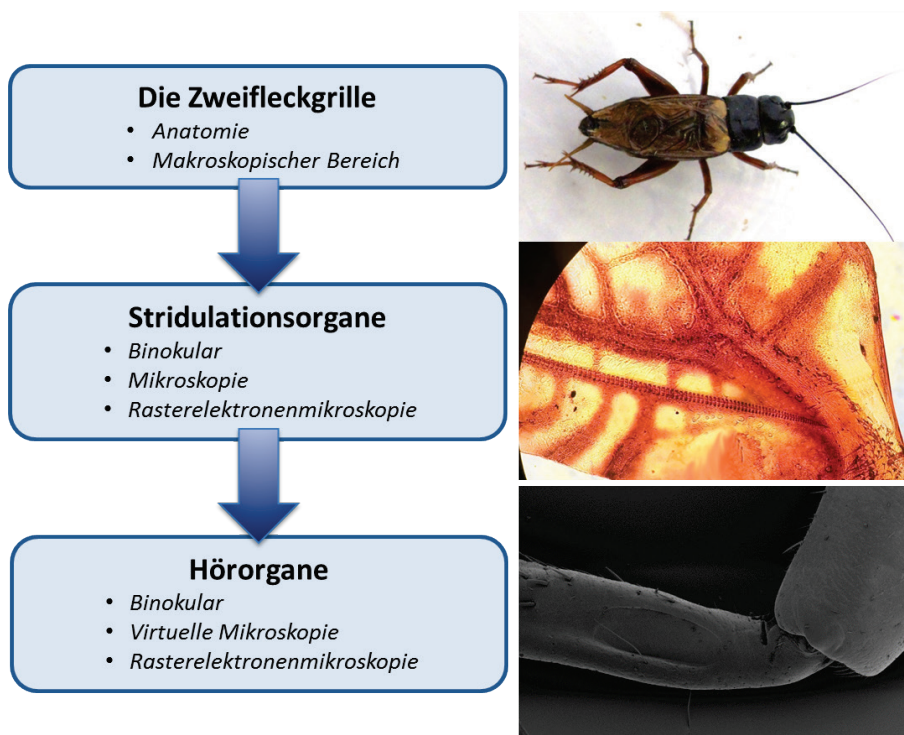 Die Zweifleckgrille
• Anatomie
• Makroskopischer Bereich
Stridulationsorgane
• Binokular
• Mikroskopie
• Rasterelektronenmikroskopie
Hörorgane
• Binokular
• Virtuelle Mikroskopie
• Rasterelektronenmikroskopie